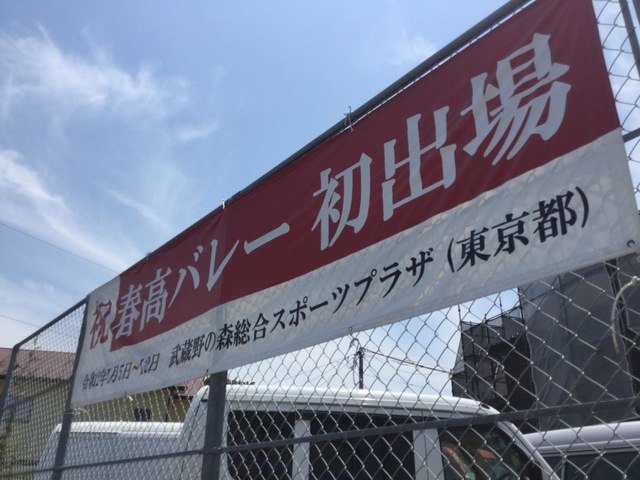 祝 春高バレー 初出場
令和2年1月5日～12日 武蔵野の森総合スポーツプラザ (東京都)